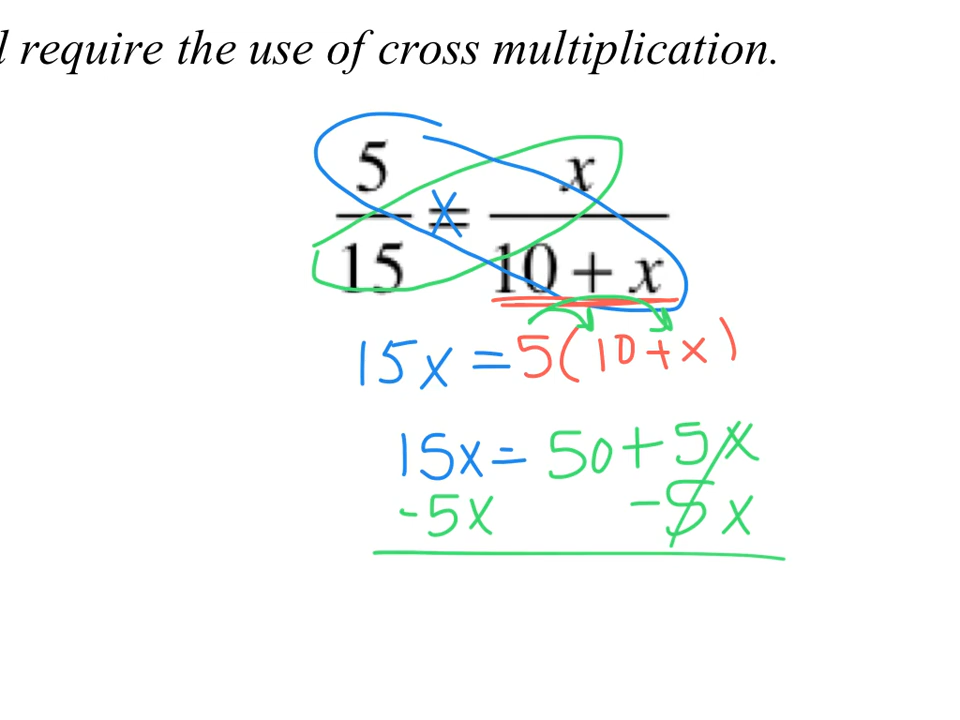 require the use of cross multiplication.
5 x
= 
15 10 + x
15x = 5(10+x)
15x = 50+5x
-5x -5x